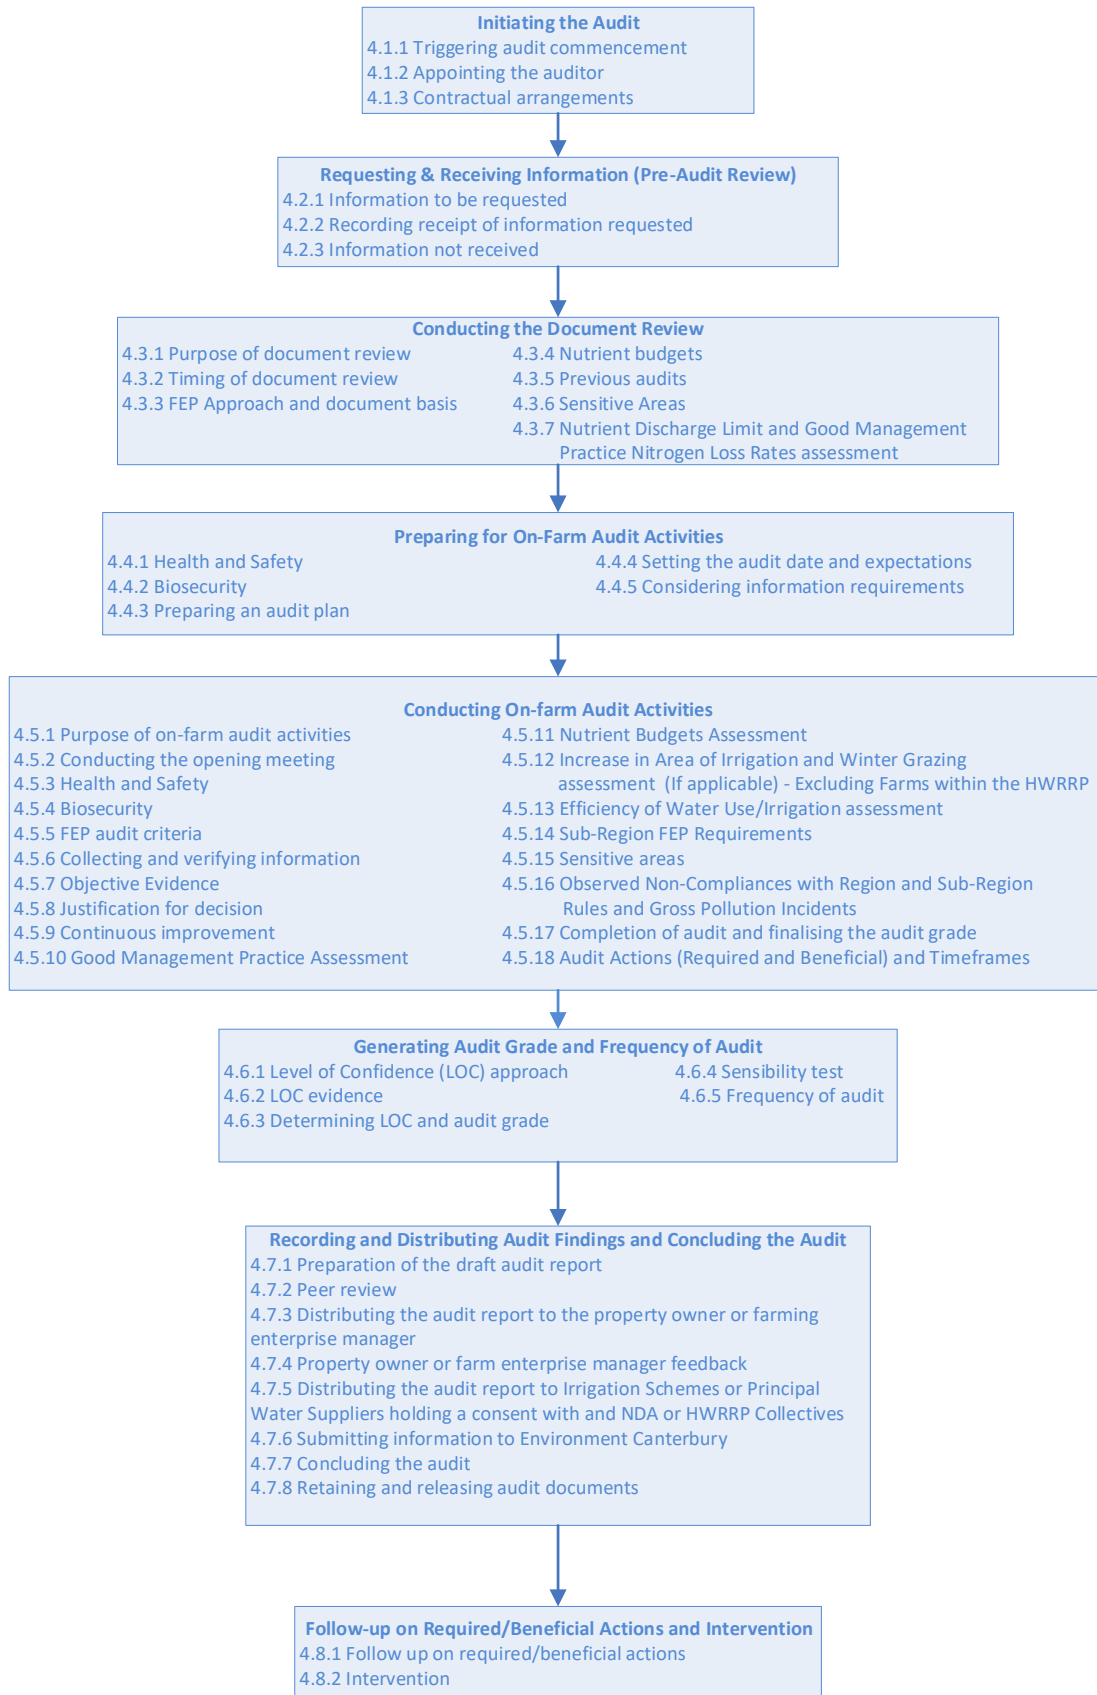 Initiating the Audit
4.1.1 Triggering audit commencement
4.1.2 Appointing the auditor
4.1.3 Contractual arrangements
Requesting & Receiving Information (Pre-Audit Review)
4.2.1 Information to be requested
4.2.2 Recording receipt of information requested
4.2.3 Information not received
Conducting the Document Review
4.3.1 Purpose of document review
4.3.2 Timing of document review
4.3.3 FEP Approach and document basis
4.3.4 Nutrient budgets
4.3.5 Previous audits
4.3.6 Sensitive Areas
4.3.7 Nutrient Discharge Limit and Good Management
Practice Nitrogen Loss Rates assessment
Preparing for On-Farm Audit Activities
4.4.1 Health and Safety
4.4.2 Biosecurity
4.4.3 Preparing an audit plan
4.4.4 Setting the audit date and expectations
4.4.5 Considering information requirements
Conducting On-farm Audit Activities
4.5.1 Purpose of on-farm audit activities
4.5.2 Conducting the opening meeting
4.5.3 Health and Safety
4.5.4 Biosecurity
4.5.5 FEP audit criteria
4.5.6 Collecting and verifying information
4.5.7 Objective Evidence
4.5.8 Justification for decision
4.5.9 Continuous improvement
4.5.10 Good Management Practice Assessment
4.5.11 Nutrient Budgets Assessment
4.5.12 Increase in Area of Irrigation and Winter Grazing
assessment (If applicable) - Excluding Farms within the HWRRP
4.5.13 Efficiency of Water Use/Irrigation assessment
4.5.14 Sub-Region FEP Requirements
4.5.15 Sensitive areas
4.5.16 Observed Non-Compliances with Region and Sub-Region
Rules and Gross Pollution Incidents
4.5.17 Completion of audit and finalising the audit grade
4.5.18 Audit Actions (Required and Beneficial) and Timeframes
Generating Audit Grade and Frequency of Audit
4.6.1 Level of Confidence (LOC) approach
4.6.2 LOC evidence
4.6.3 Determining LOC and audit grade
4.6.4 Sensibility test
4.6.5 Frequency of audit
Recording and Distributing Audit Findings and Concluding the Audit
4.7.1 Preparation of the draft audit report
4.7.2 Peer review
4.7.3 Distributing the audit report to the property owner or farming
enterprise manager
4.7.4 Property owner or farm enterprise manager feedback
4.7.5 Distributing the audit report to Irrigation Schemes or Principal
Water Suppliers holding a consent with and NDA or HWRRP Collectives
4.7.6 Submitting information to Environment Canterbury
4.7.7 Concluding the audit
4.7.8 Retaining and releasing audit documents
Follow-up on Required/Beneficial Actions and Intervention
4.8.1 Follow up on required/beneficial actions
4.8.2 Intervention